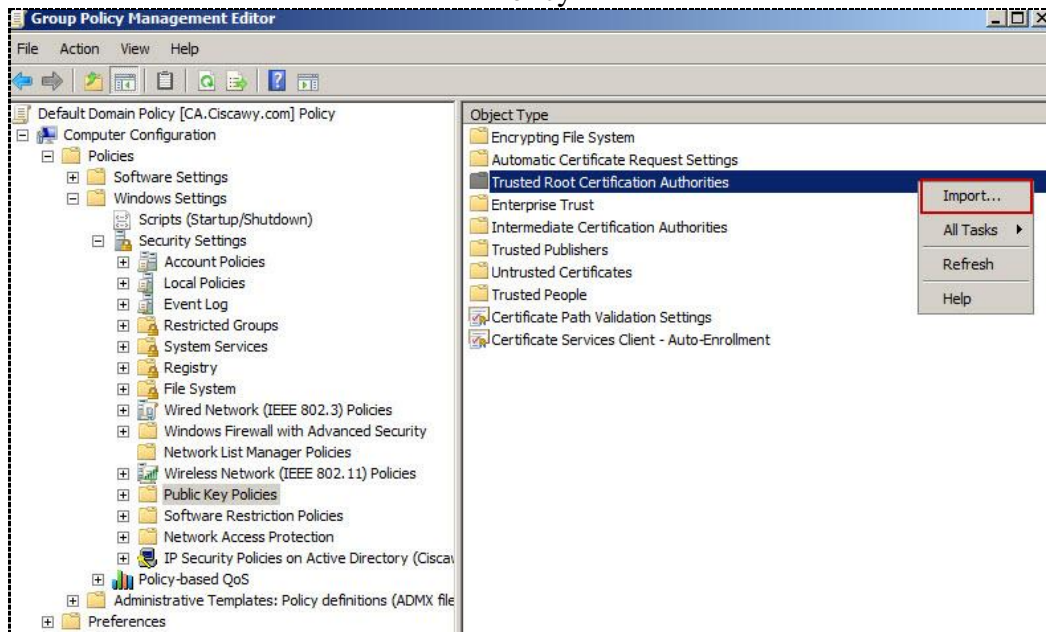 Group Policy Management Editor
File Action View Help
Default Domain Policy [CA.Ciscawy.com] Policy
Computer Configuration
Policies
Software Settings
Windows Settings
Scripts (Startup/Shutdown)
Security Settings
Account Policies
Local Policies
Event Log
Restricted Groups
System Services
Registry
File System
Wired Network (IEEE 802.3) Policies
Windows Firewall with Advanced Security
Network List Manager Policies
Wireless Network (IEEE 802.11) Policies
Public Key Policies
Software Restriction Policies
Network Access Protection
IP Security Policies on Active Directory (Ciscaw
Policy-based QoS
Administrative Templates: Policy definitions (ADMX file
Preferences
Object Type
Encrypting File System
Automatic Certificate Request Settings
Trusted Root Certification Authorities
Enterprise Trust
Intermediate Certification Authorities
Trusted Publishers
Untrusted Certificates
Trusted People
Certificate Path Validation Settings
Certificate Services Client - Auto-Enrollment
Import...
All Tasks
Refresh
Help